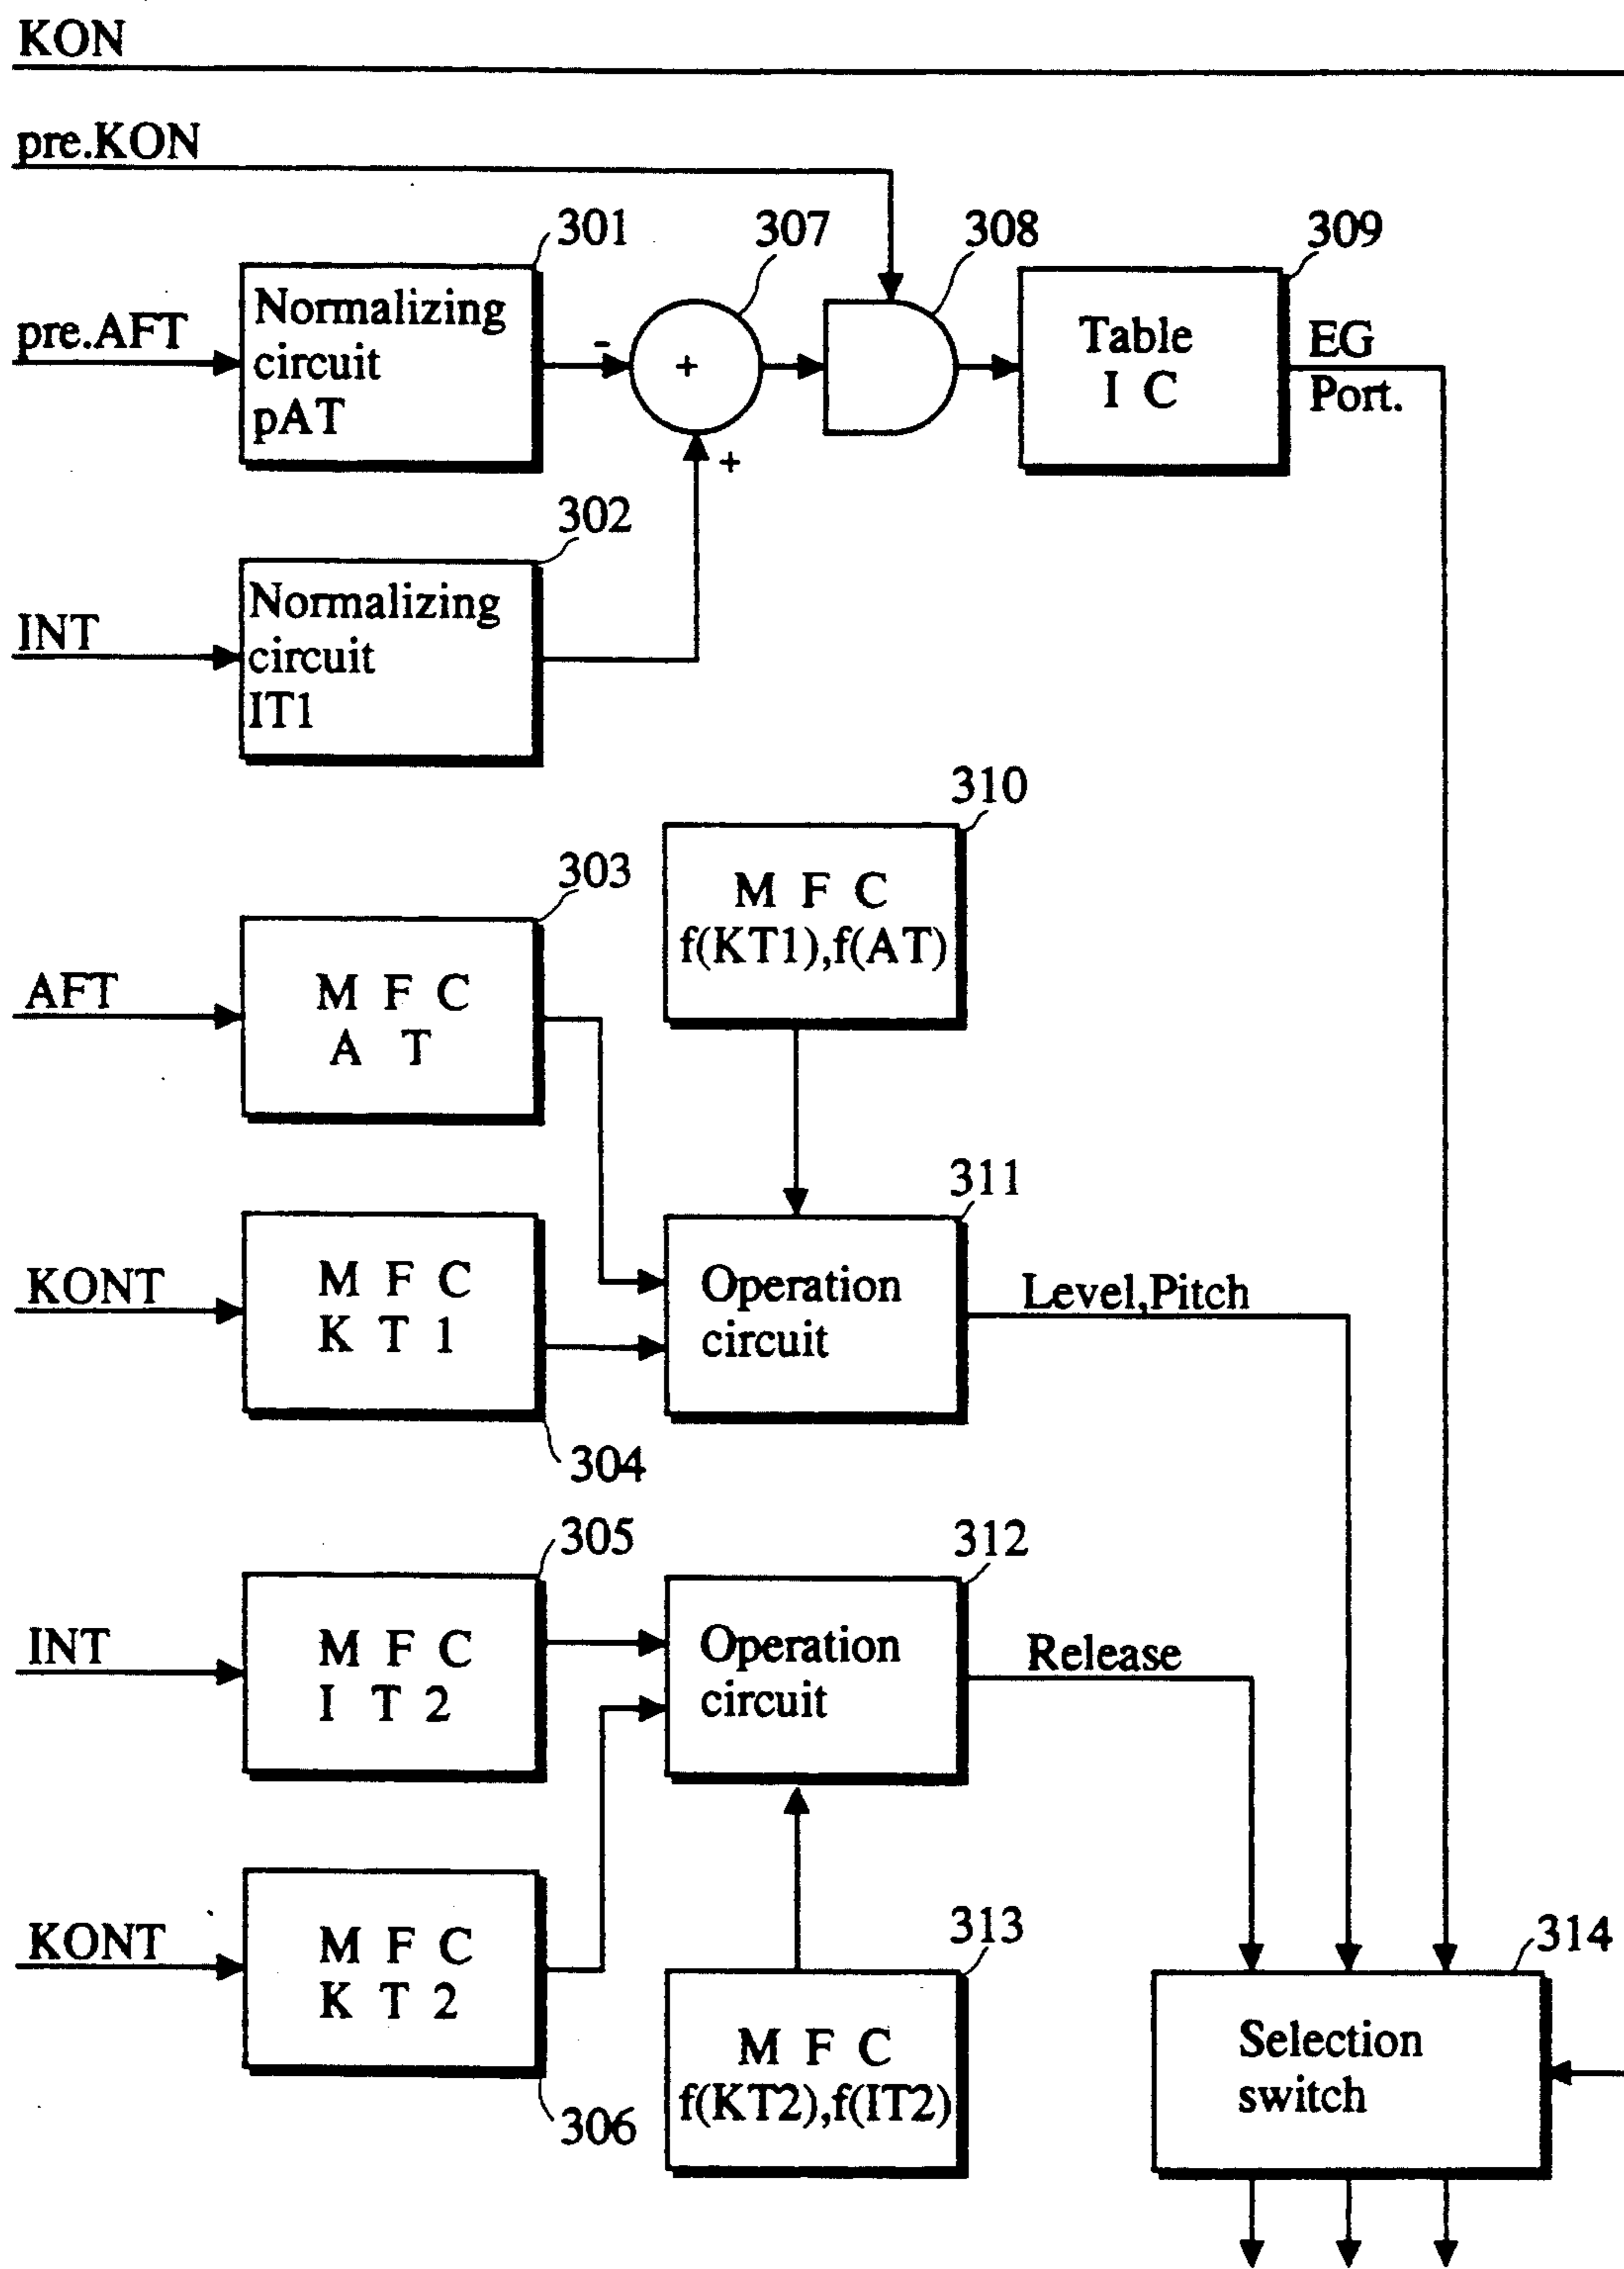 KON
pre.KON
301
307
308
309
pre.AFT
Normalizing
circuit
pAT
-
+
+
Table
I C
EG
Port.
302
INT
Normalizing
circuit
IT1
310
M F C
f(KT1),f(AT)
303
AFT
M F C
A T
311
KONT
M F C
K T 1
Operation
circuit
Level,Pitch
304
305
312
INT
M F C
I T 2
Operation
circuit
Release
313
314
KONT
M F C
K T 2
306
M F C
f(KT2),f(IT2)
Selection
switch